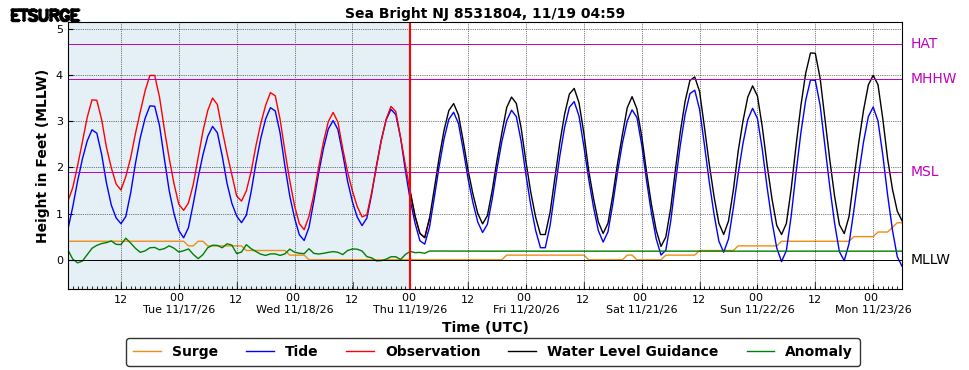 ETSURGE
Sea Bright NJ 8531804, 11/19 04:59
Height in Feet (MLLW)
5
4
3
2
1
0
HAT
MHHW
MSL
MLLW
12 00 12 00 12 00 12 00 12 00 12 00 12 00
Tue 11/17/26 Wed 11/18/26 Thu 11/19/26 Fri 11/20/26 Sat 11/21/26 Sun 11/22/26 Mon 11/23/26
Time (UTC)
Surge Tide Observation Water Level Guidance Anomaly